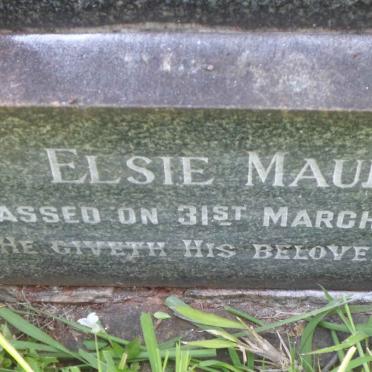 ELSIE MAU
ASSED ON 31ST MARCH
HE GIVETH HIS BELOVE